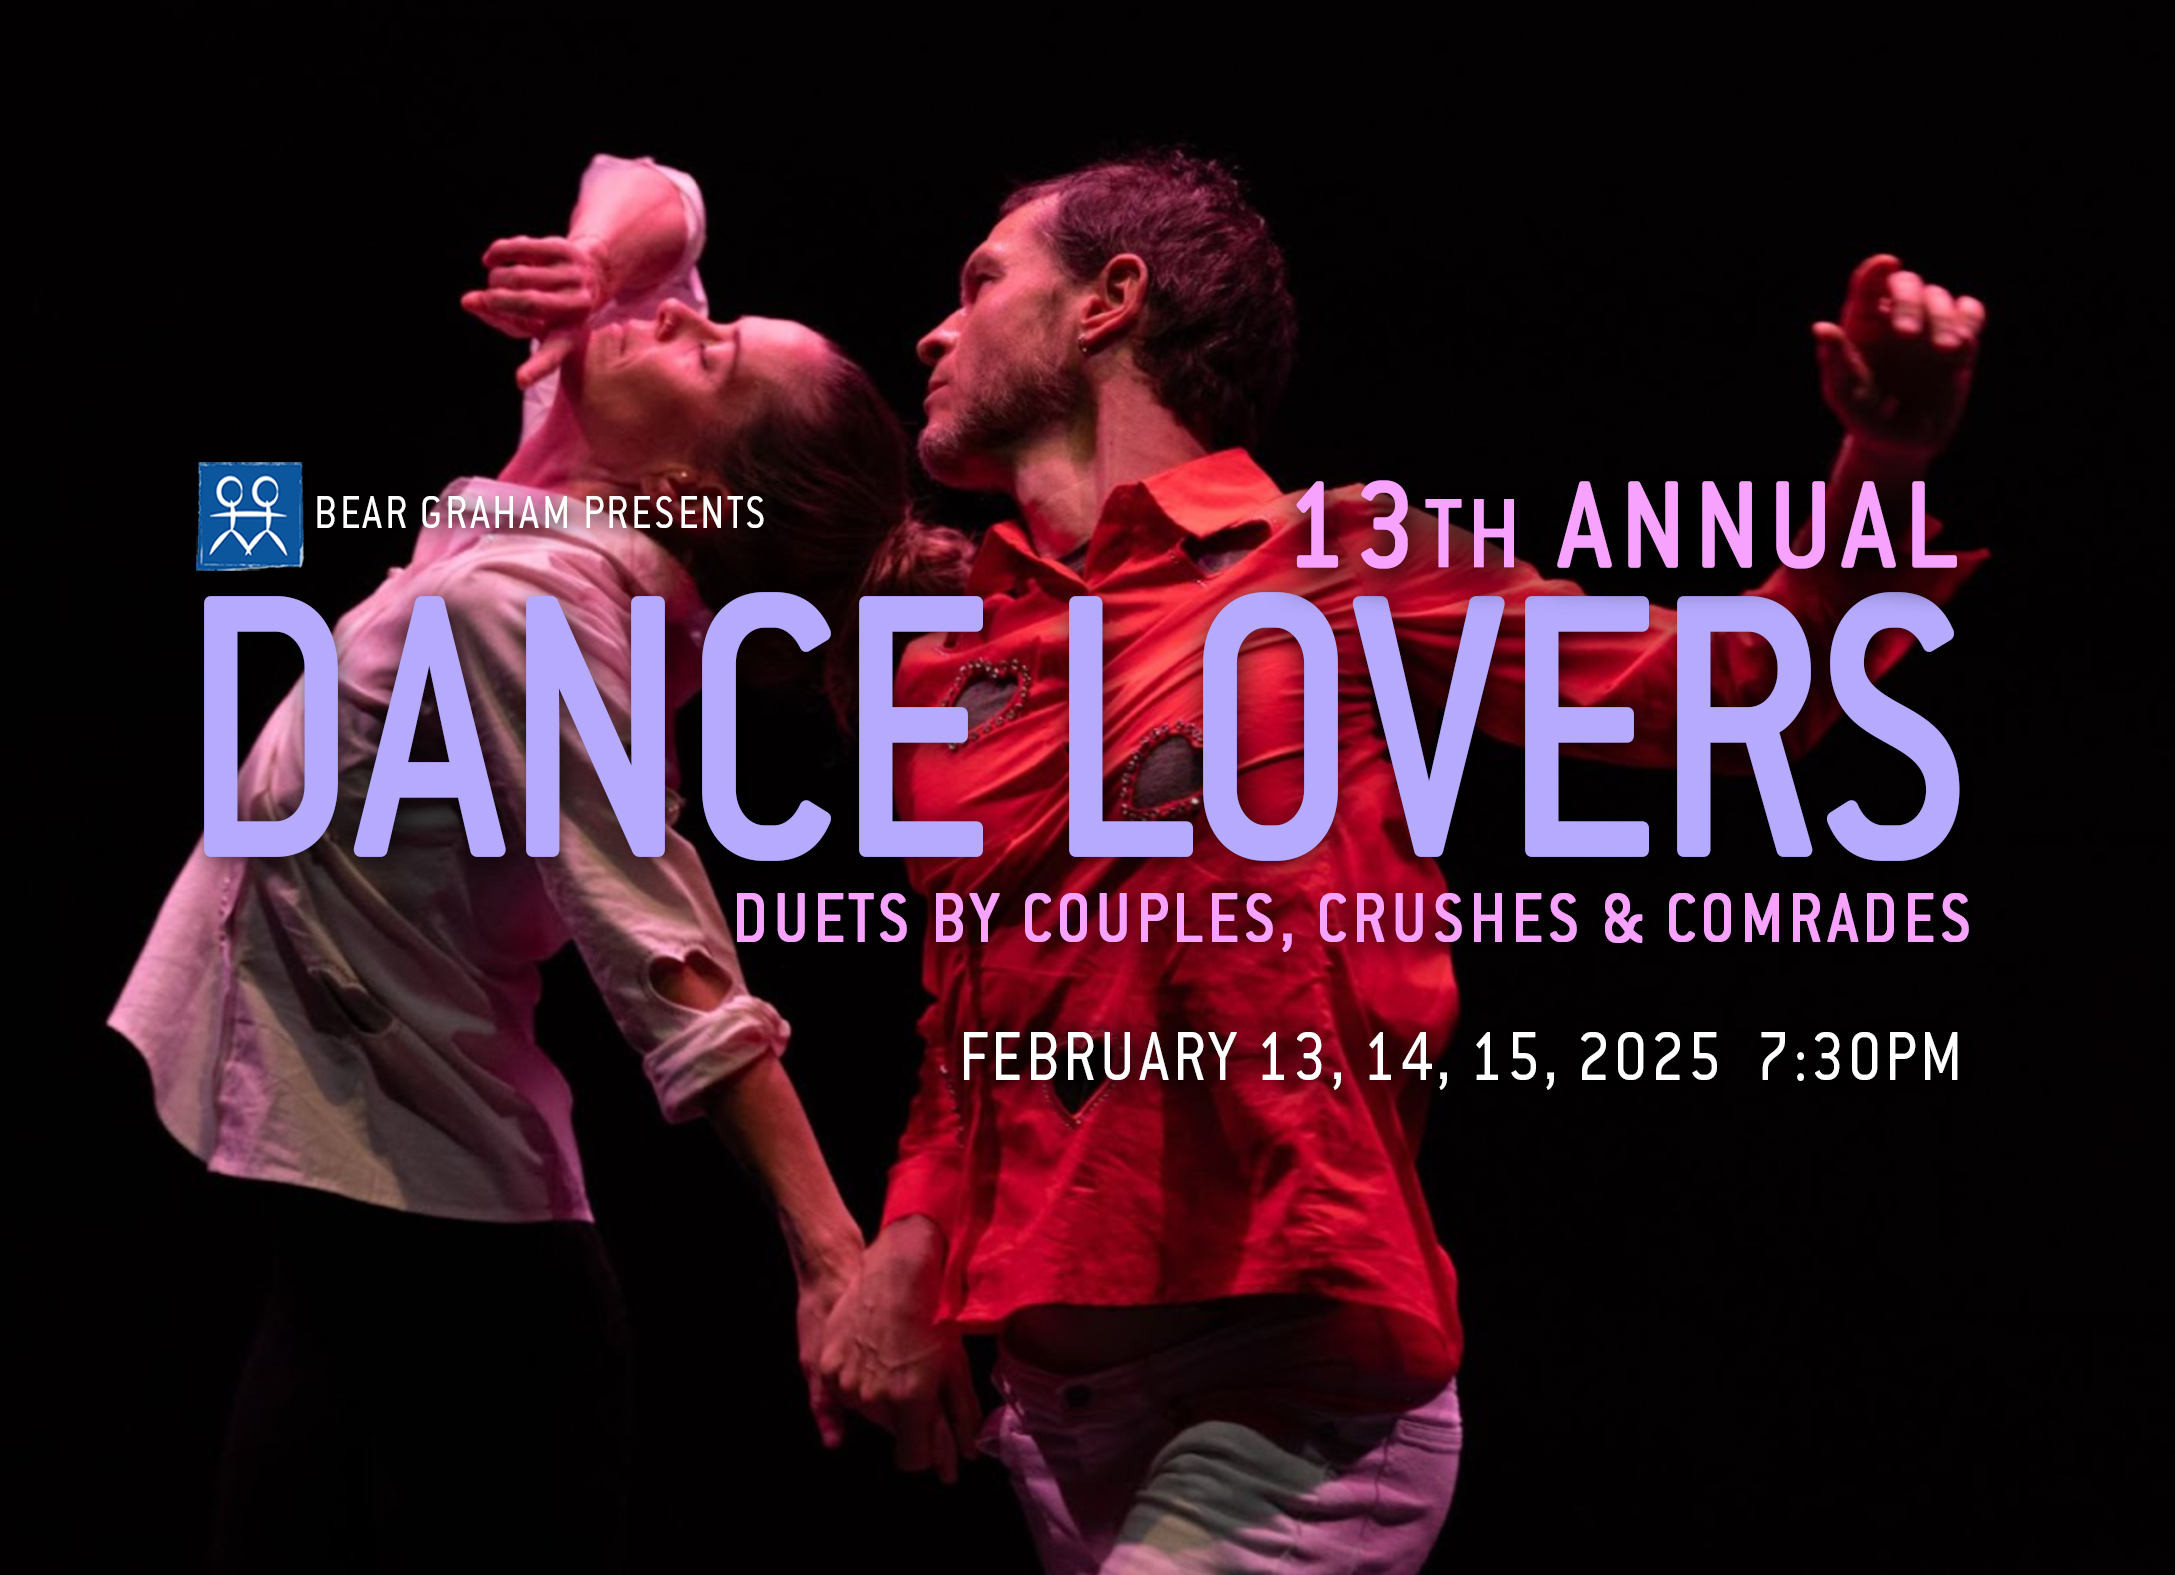 BEAR GRAHAM PRESENTS
13TH ANNUAL
DANCE LOVERS
DUETS BY COUPLES, CRUSHES & COMRADES
FEBRUARY 13, 14, 15, 2025 7:30PM